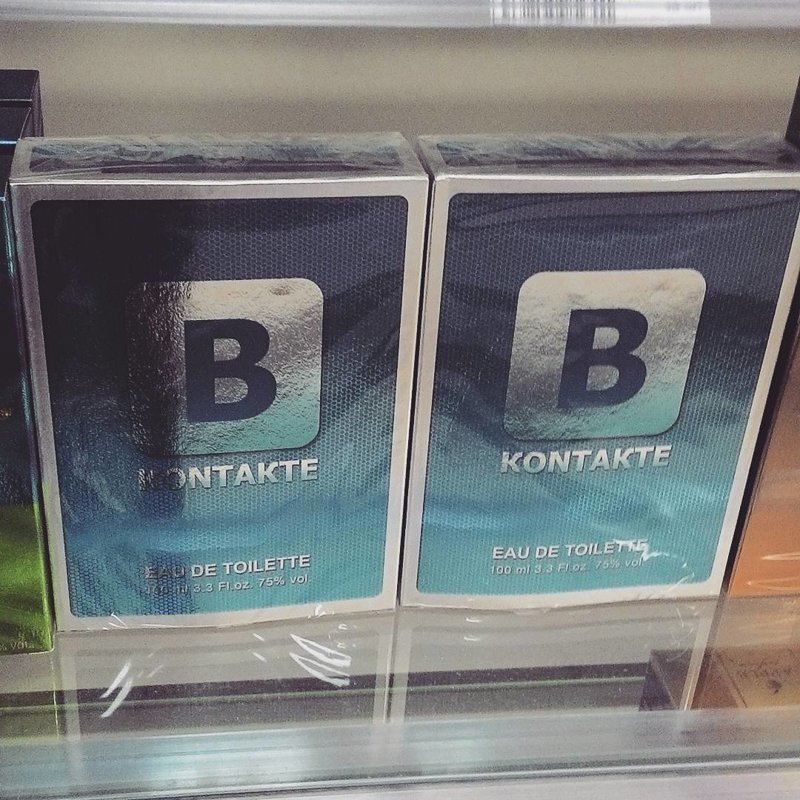 B
KONTAKTE
EAU DE TOILETTE
100 ml 3.3 Fl.oz. 75% vol.
B
KONTAKTE
EAU DE TOILETTE
100 ml 3.3 Fl.oz. 75% vol.
% vol.